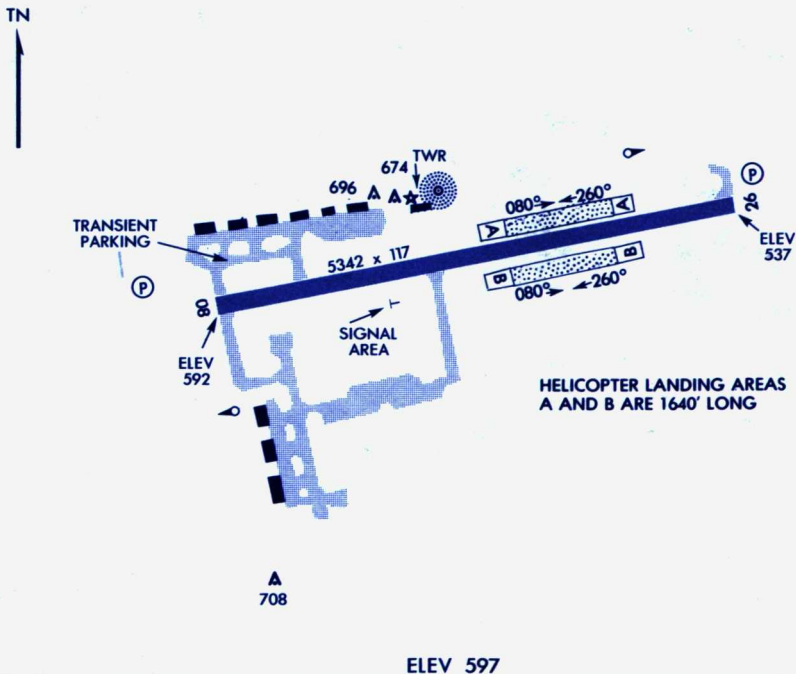 TN
TWR
674
696
080° 260°
A A
TRANSIENT
PARKING
5342 x 117
P
26
ELEV
537
B B
080° 260°
P
08
SIGNAL
AREA
ELEV
592
HELICOPTER LANDING AREAS
A AND B ARE 1640' LONG
708
ELEV 597